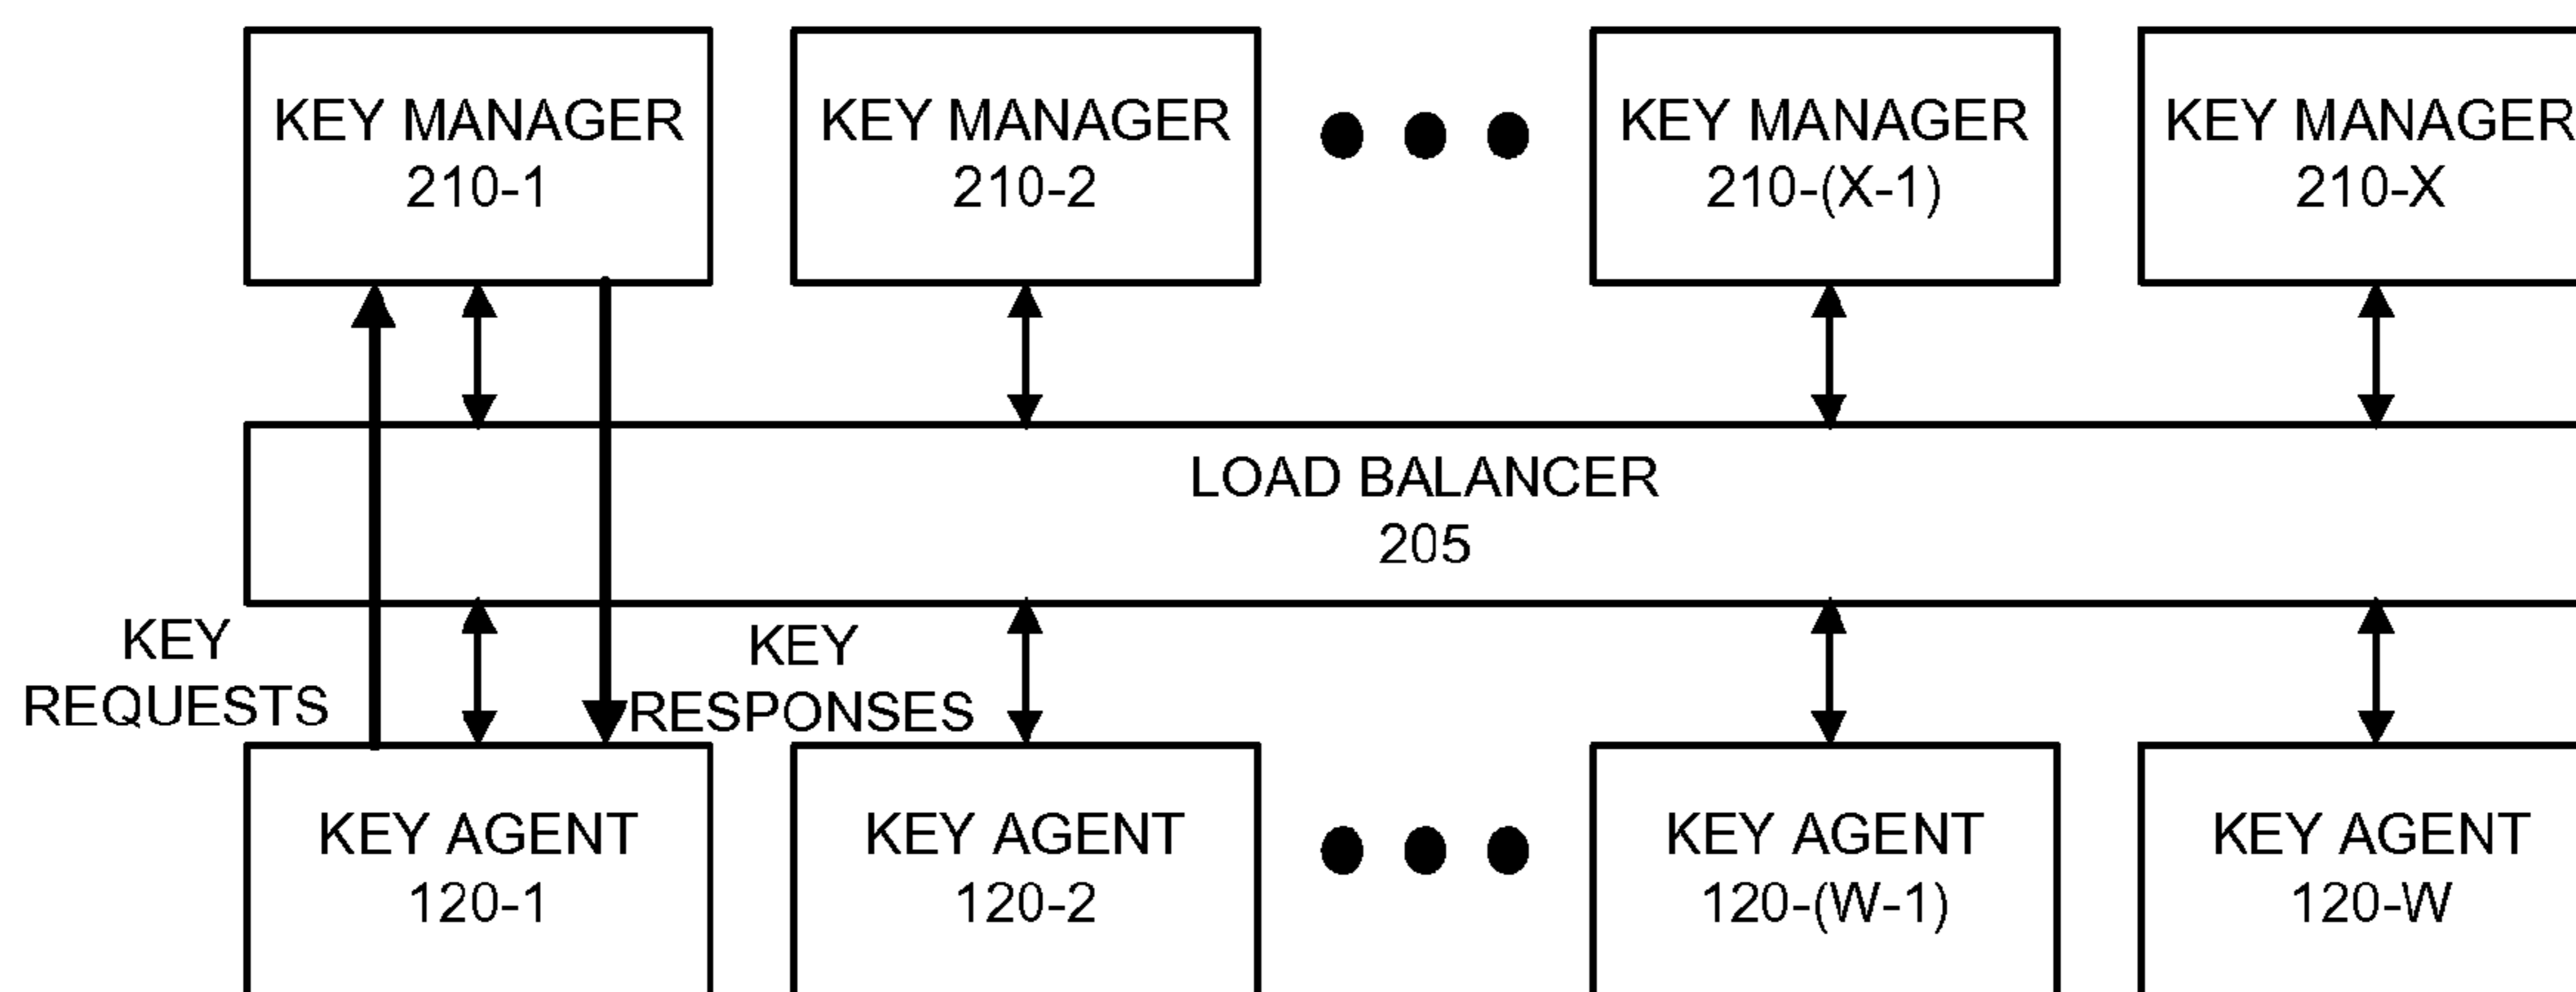 KEY MANAGER
210-1
KEY MANAGER
210-2
KEY MANAGER
210-(X-1)
KEY MANAGER
210-X
LOAD BALANCER
205
KEY
REQUESTS
KEY
RESPONSES
KEY AGENT
120-1
KEY AGENT
120-2
KEY AGENT
120-(W-1)
KEY AGENT
120-W